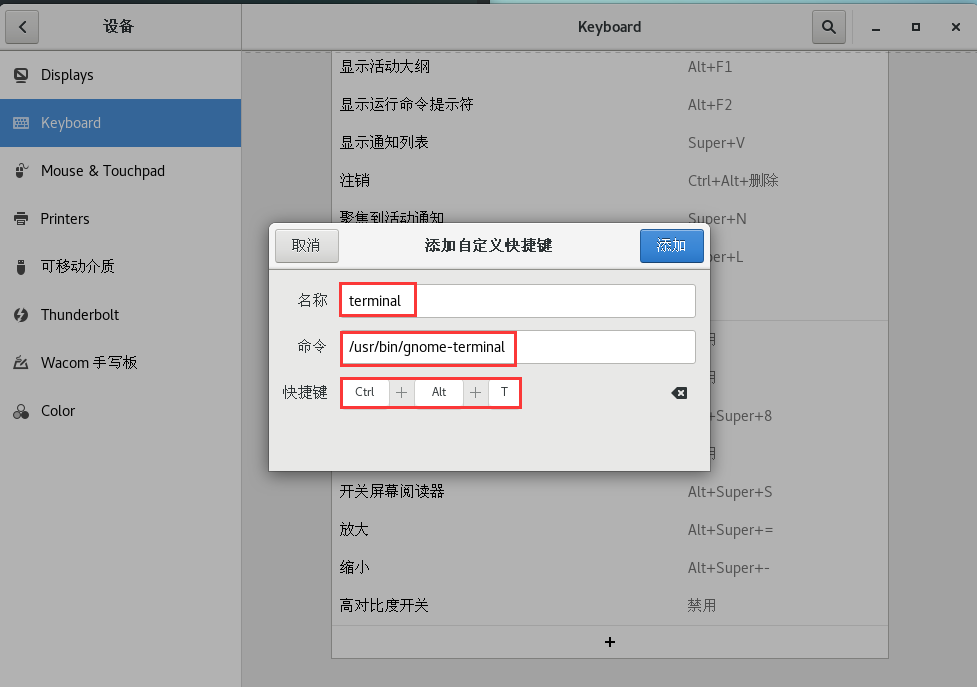 设备
Keyboard
Displays
Keyboard
Mouse & Touchpad
Printers
可移动介质
Thunderbolt
Wacom 手写板
Color
显示活动大纲 Alt+F1
显示运行命令提示符 Alt+F2
显示通知列表 Super+V
注销 Ctrl+Alt+删除
聚焦到活动通知 Super+N
per+L
取消 添加自定义快捷键 添加
名称 terminal
命令 /usr/bin/gnome-terminal
快捷键 Ctrl + Alt + T
用
用
+Super+8
用
开关屏幕阅读器 Alt+Super+S
放大 Alt+Super+=
缩小 Alt+Super+-
高对比度开关 禁用
+